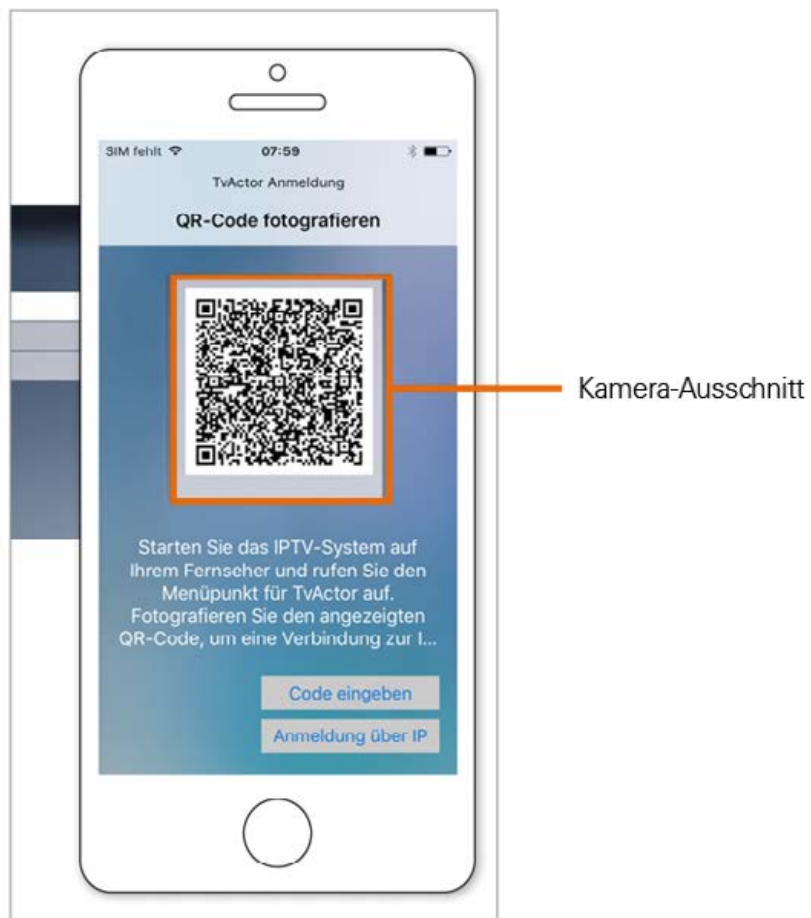 SIM fehlt 07:59
TvActor Anmeldung
QR-Code fotografieren
Kamera-Ausschnitt
Starten Sie das IPTV-System auf
Ihrem Fernseher und rufen Sie den
Menüpunkt für TvActor auf.
Fotografieren Sie den angezeigten
QR-Code, um eine Verbindung zur I...
Code eingeben
Anmeldung über IP